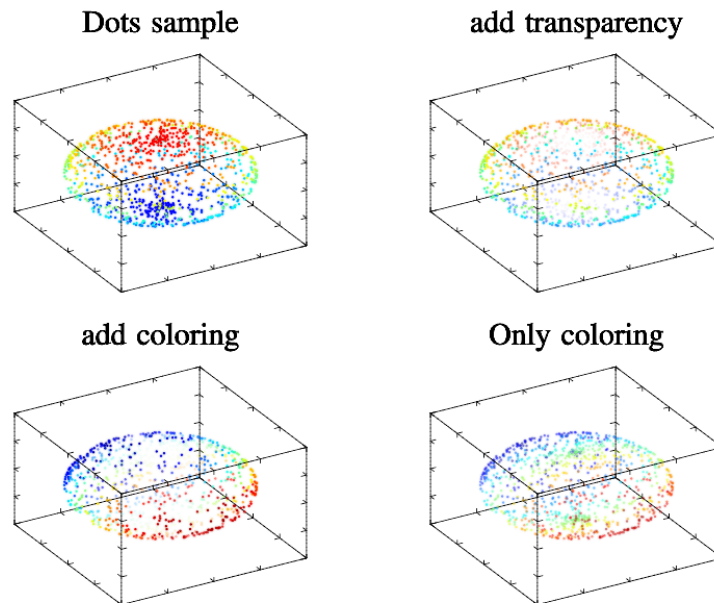 Dots sample
add transparency
add coloring
Only coloring